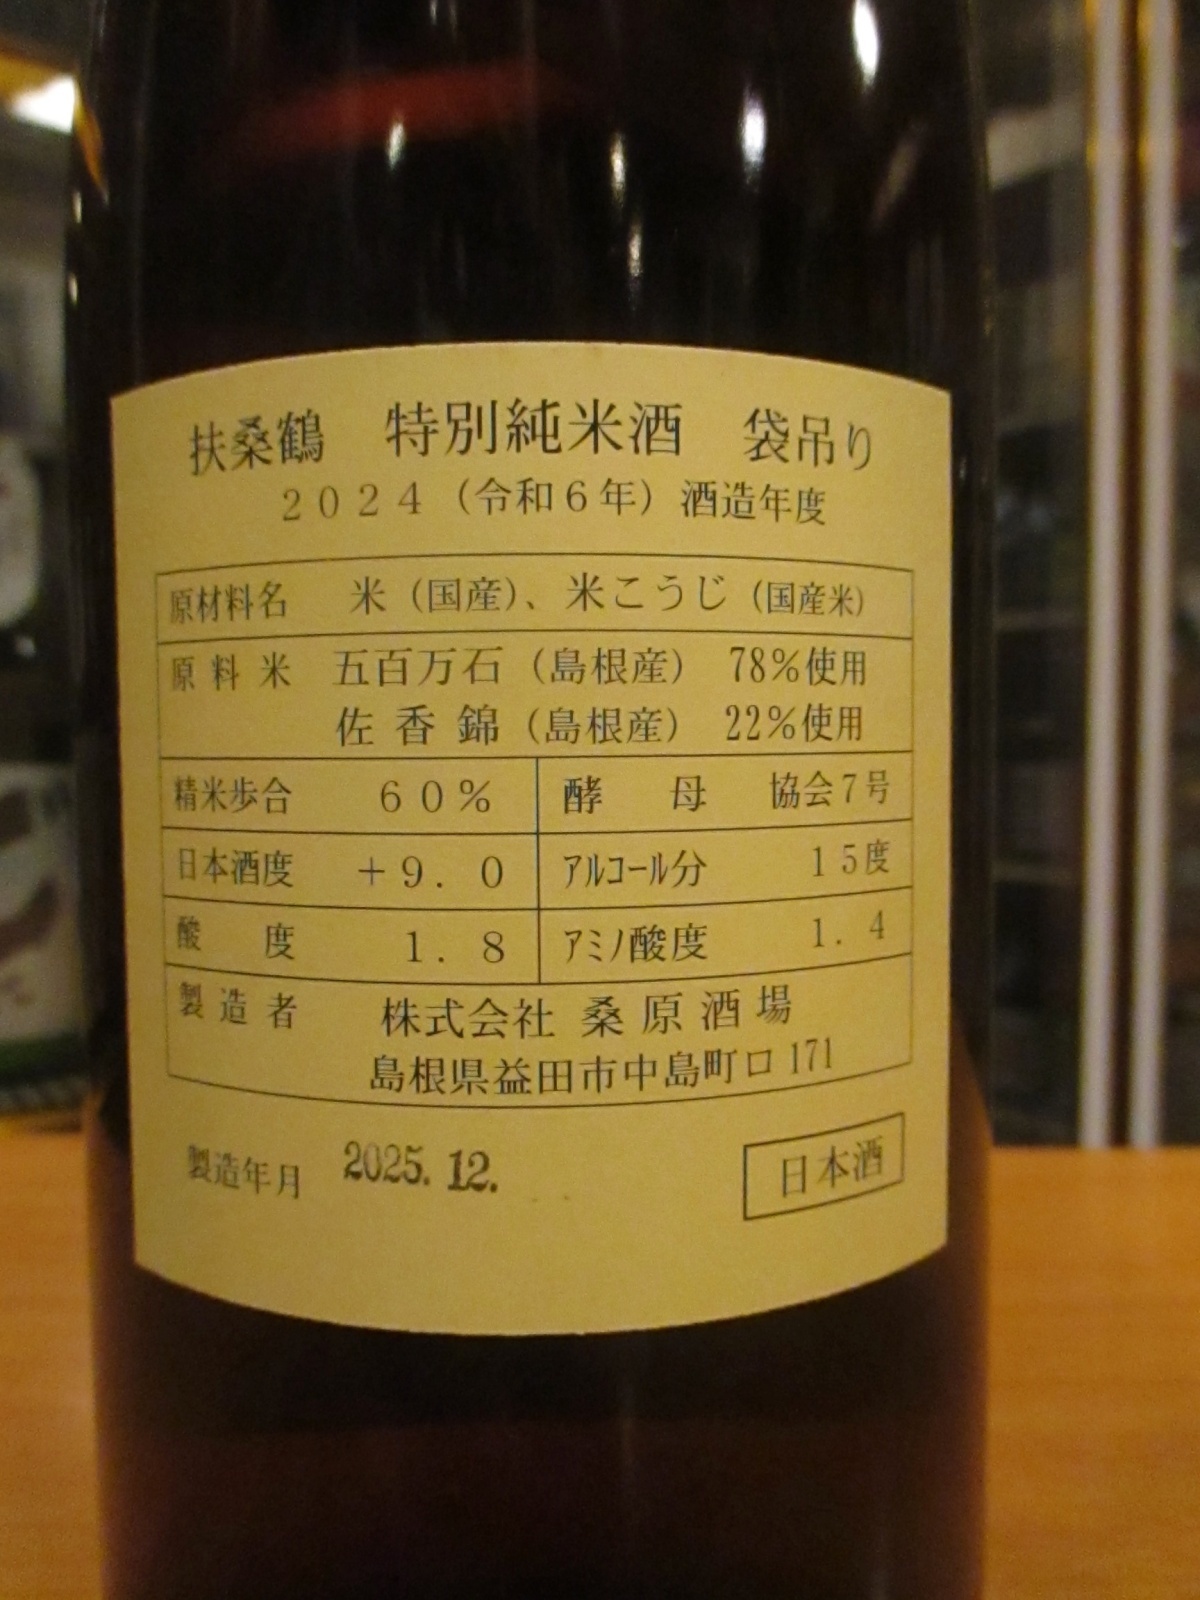 扶桑鶴 特別純米酒 袋吊り
2024（令和6年）酒造年度
原材料名 米（国産）、米こうじ（国産米）
原料米 五百万石（島根産） 78%使用
佐香錦（島根産） 22%使用
精米歩合 60% 酵母 協会7号
日本酒度 +9.0 ｱﾙｺｰﾙ分 15度
酸度 1.8 ｱﾐﾉ酸度 1.4
製造者 株式会社 桑原酒場
島根県益田市中島町ロ171
製造年月 2025.12.
日本酒